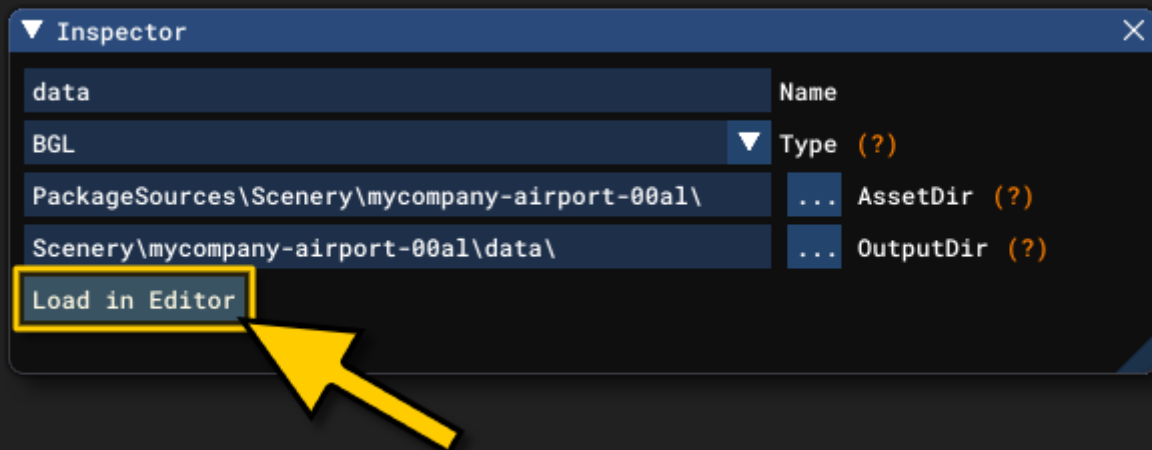 Inspector
data Name
BGL Type (?)
PackageSources\Scenery\mycompany-airport-00al\ ... AssetDir (?)
Scenery\mycompany-airport-00al\data\ ... OutputDir (?)
Load in Editor